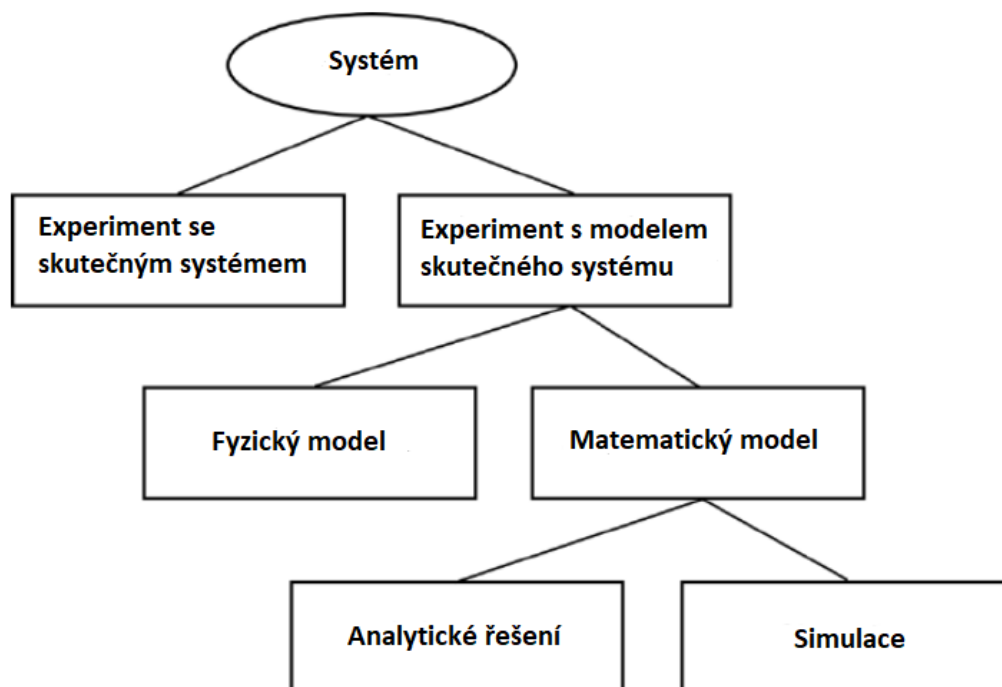 Systém
Experiment se
skutečným systémem
Experiment s modelem
skutečného systému
Fyzický model
Matematický model
Analytické řešení
Simulace